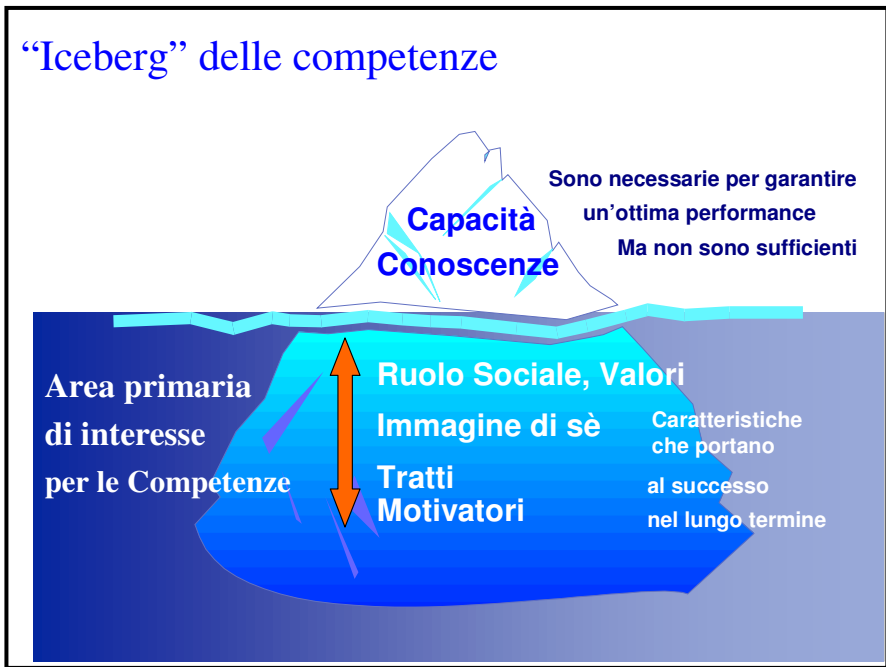 “Iceberg” delle competenze
Sono necessarie per garantire
un’ottima performance
Ma non sono sufficienti
Capacità
Conoscenze
Area primaria
di interesse
per le Competenze
Ruolo Sociale, Valori
Immagine di sè
Tratti
Motivatori
Caratteristiche
che portano
al successo
nel lungo termine